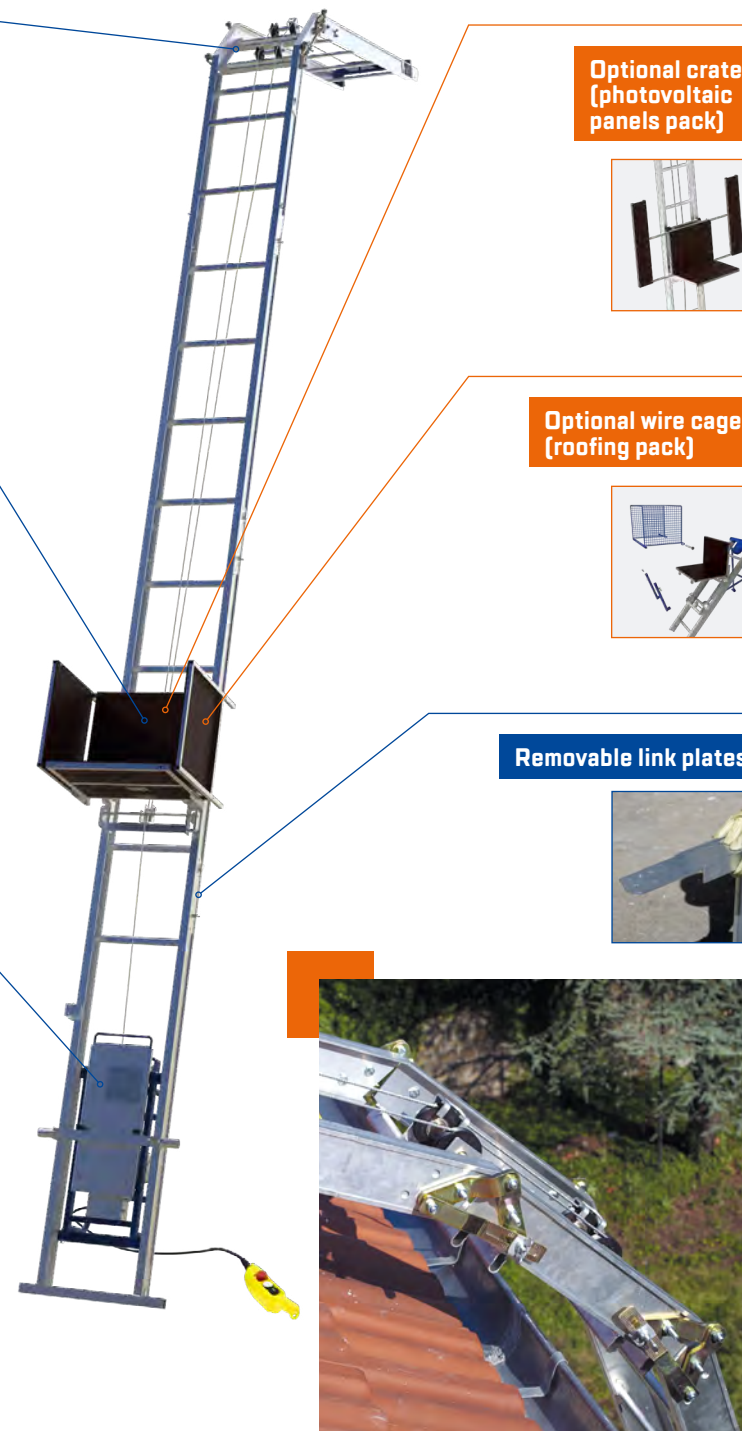 Optional crate
(photovoltaic
panels pack)
Optional wire cage
(roofing pack)
Removable link plates